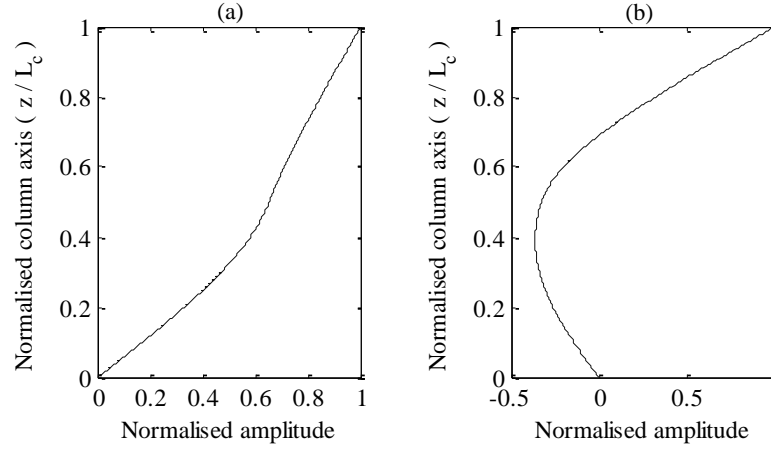 (a)
1
0.8
0.6
0.4
0.2
0
0 0.2 0.4 0.6 0.8 1
Normalised amplitude
Normalised column axis ( z / Lc )
(b)
1
0.8
0.6
0.4
0.2
0
-0.5 0 0.5
Normalised amplitude
Normalised column axis ( z / Lc )